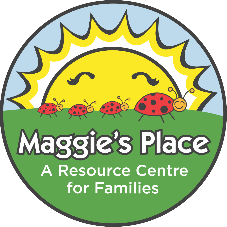 Maggie's Place
A Resource Centre
for Families